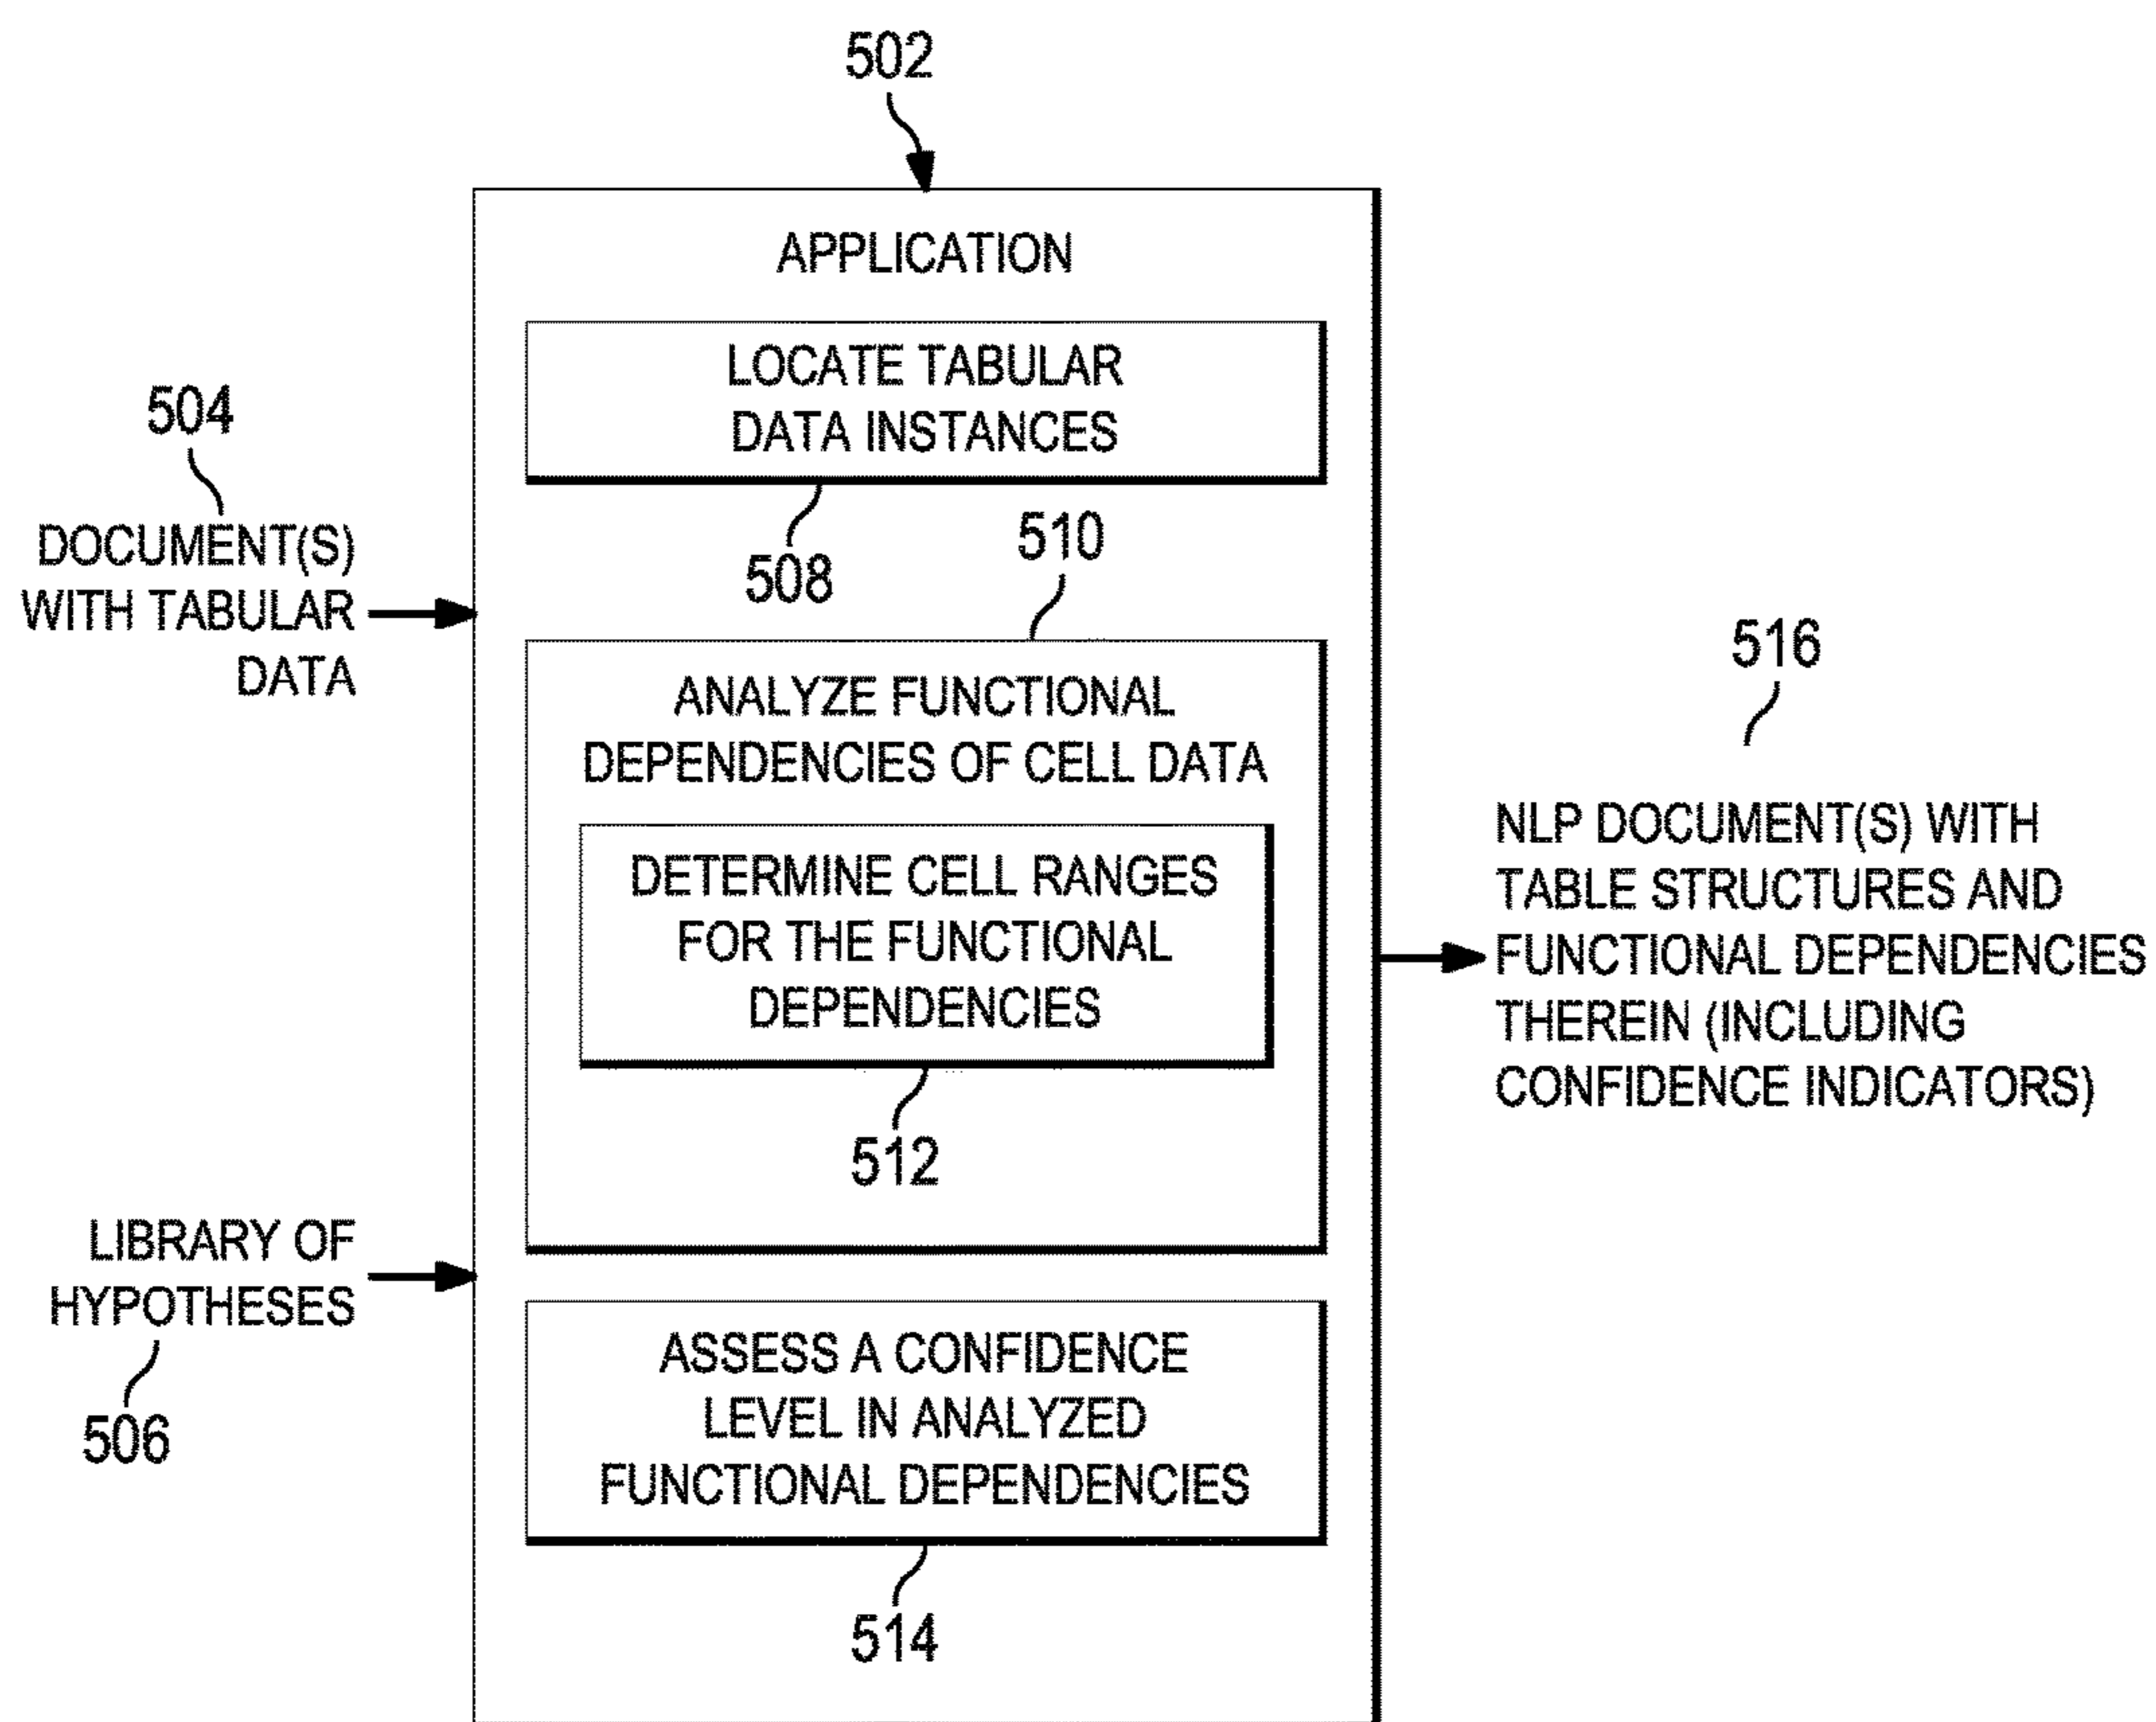 502
APPLICATION
LOCATE TABULAR
DATA INSTANCES
508
504
DOCUMENT(S)
WITH TABULAR
DATA
510
ANALYZE FUNCTIONAL
DEPENDENCIES OF CELL DATA
DETERMINE CELL RANGES
FOR THE FUNCTIONAL
DEPENDENCIES
512
LIBRARY OF
HYPOTHESES
506
ASSESS A CONFIDENCE
LEVEL IN ANALYZED
FUNCTIONAL DEPENDENCIES
514
516
NLP DOCUMENT(S) WITH
TABLE STRUCTURES AND
FUNCTIONAL DEPENDENCIES
THEREIN (INCLUDING
CONFIDENCE INDICATORS)